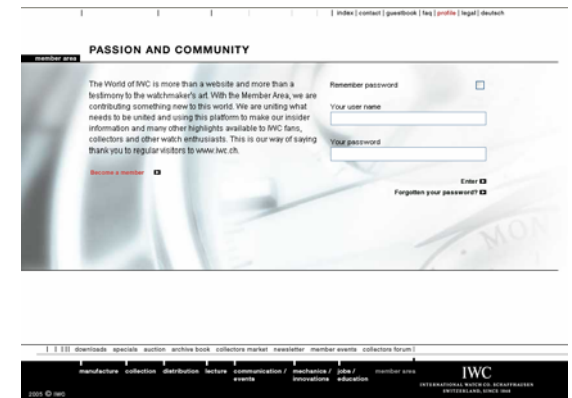 index | contact | guestbook | faq | profile | legal | deutsch
PASSION AND COMMUNITY
member area
The World of IWC is more than a website and more than a
testimony to the watchmaker's art. With the Member Area, we are
contributing something new to this world. We are uniting what
needs to be united and using this platform to make our insider
information and many other highlights available to IWC fans,
collectors and other watch enthusiasts. This is our way of saying
thank you to regular visitors to www.iwc.ch.
Become a member
Remember password
Your user name
Your password
Enter
Forgotten your password?
MON
downloads specials auction archive book collectors market newsletter member events collectors forum
manufacture collection distribution lecture communication / events mechanics / innovations jobs / education member area
IWC
INTERNATIONAL WATCH CO. SCHAFFHAUSEN
SWITZERLAND, SINCE 1868
2005 © IWC